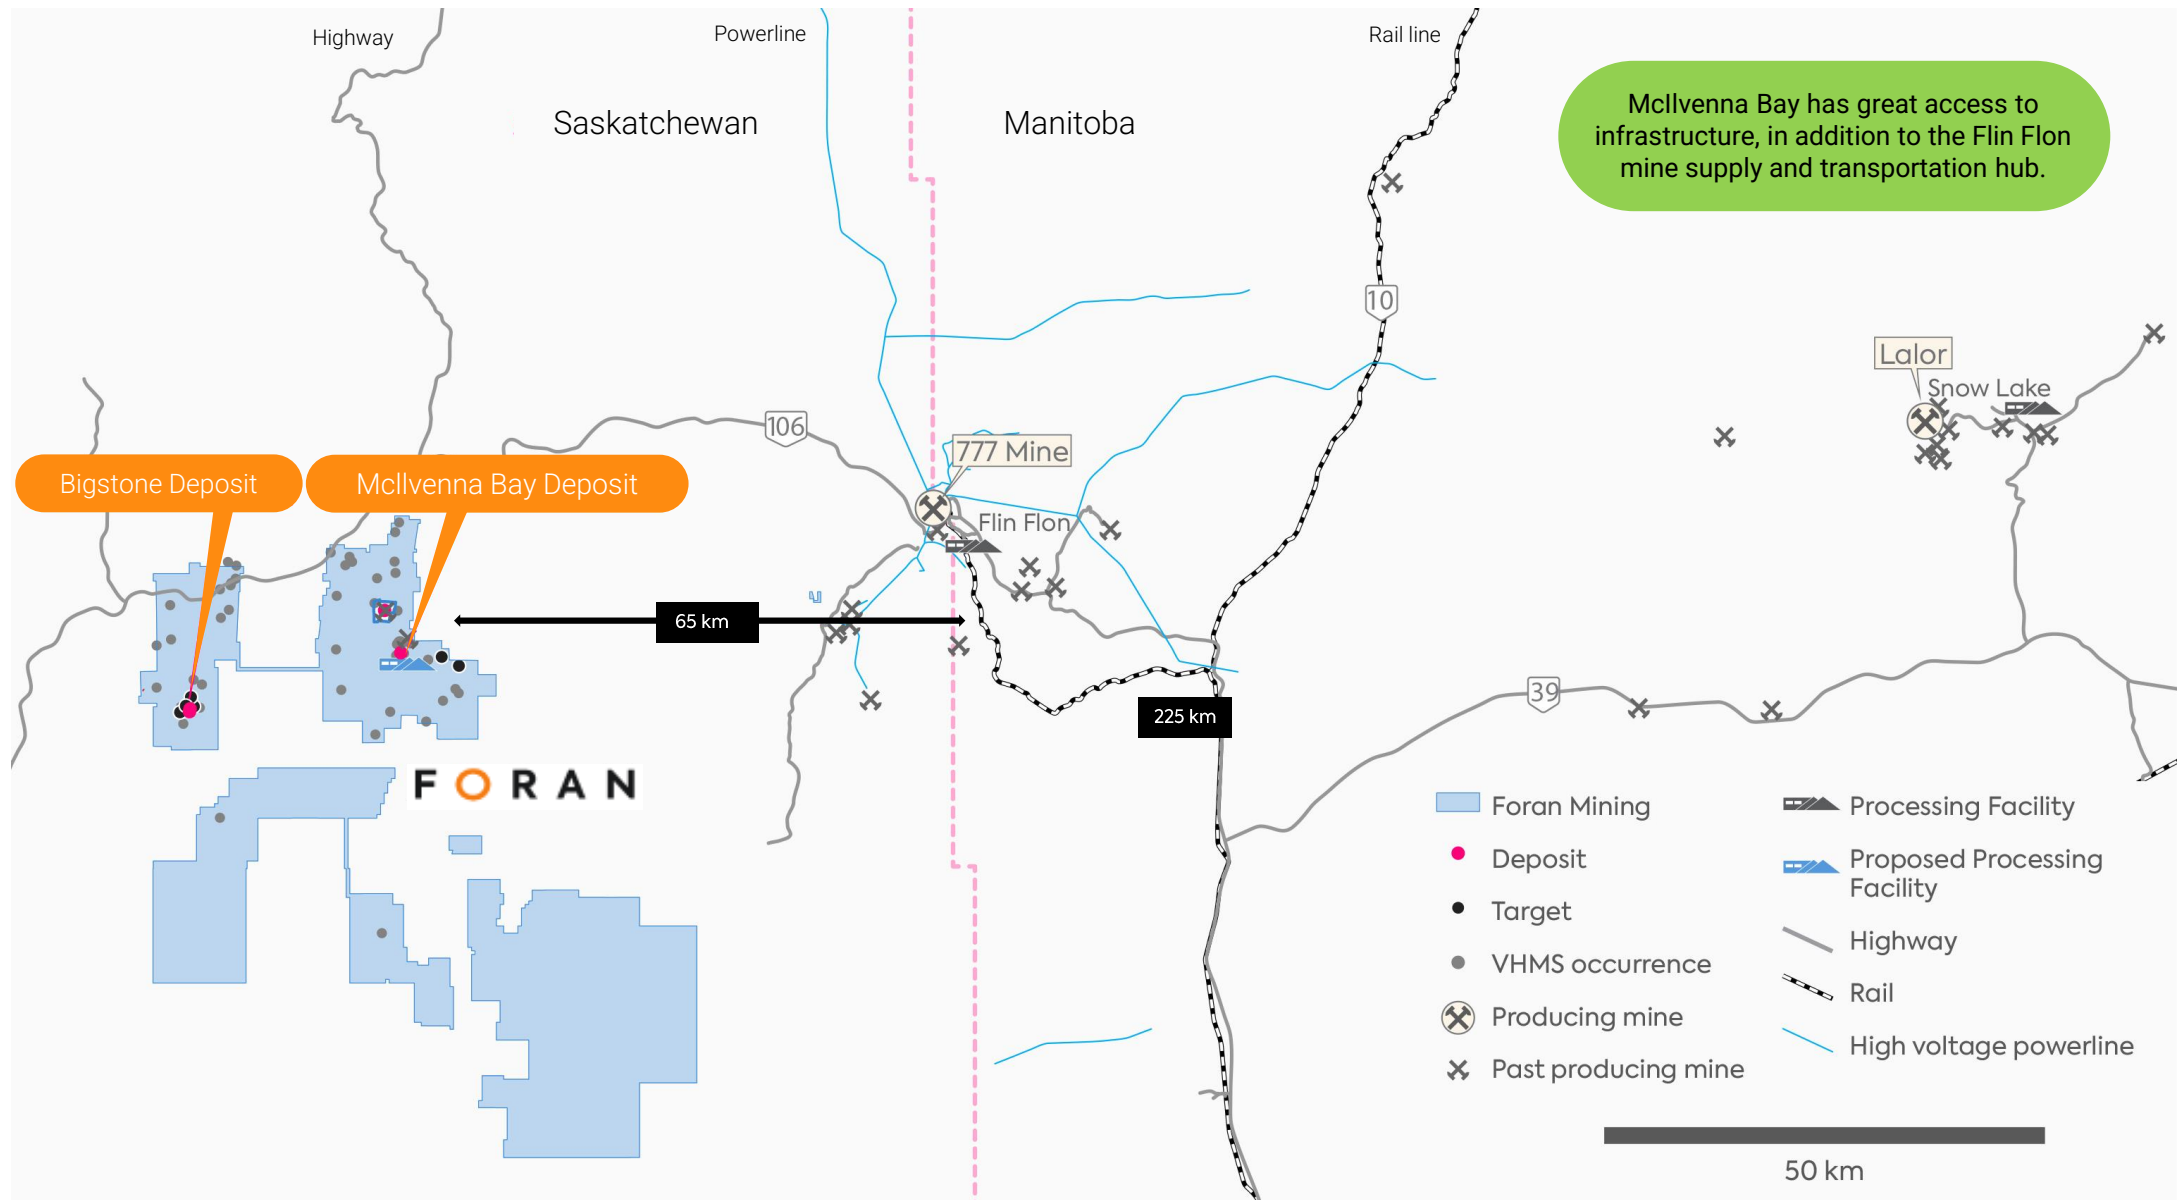 Highway
Powerline
Rail line
Saskatchewan
Manitoba
McIlvenna Bay has great access to
infrastructure, in addition to the Flin Flon
mine supply and transportation hub.
10
Lalor
Snow Lake
106
777 Mine
Flin Flon
Bigstone Deposit
McIlvenna Bay Deposit
65 km
39
225 km
FORAN
Foran Mining
Deposit
Target
VHMS occurrence
Producing mine
Past producing mine
Processing Facility
Proposed Processing
Facility
Highway
Rail
High voltage powerline
50 km